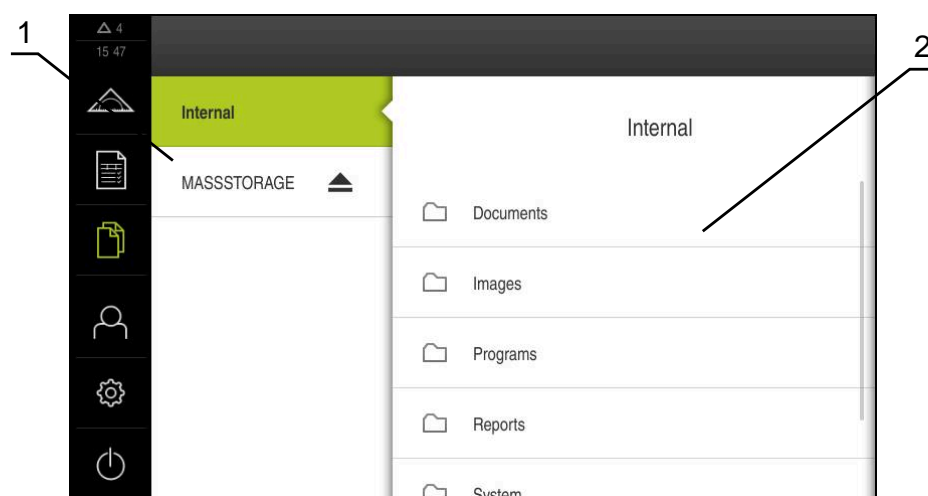 1
2
4
15 47
Internal
MASSSTORAGE
Internal
Documents
Images
Programs
Reports
System